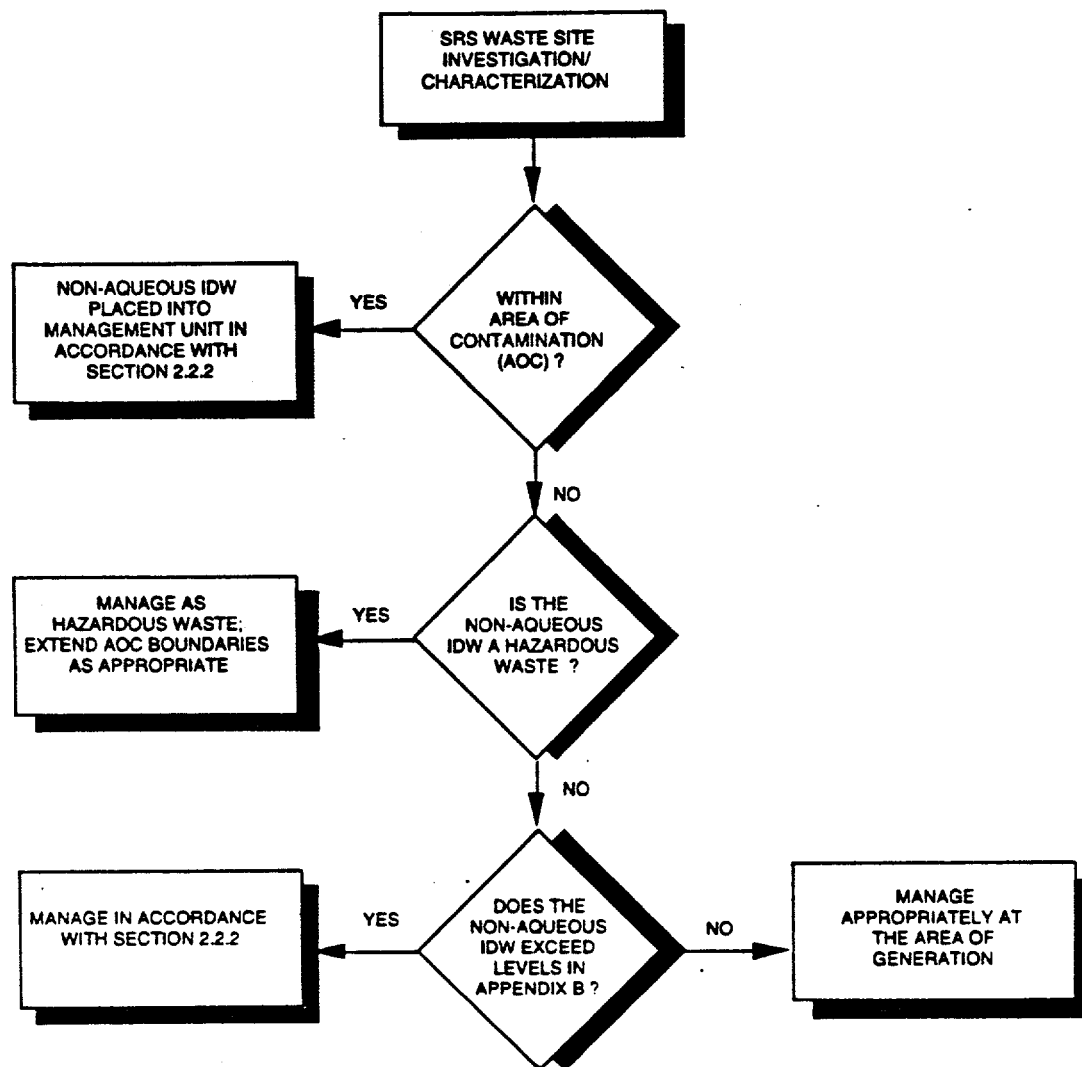 SRS WASTE SITE
INVESTIGATION/
CHARACTERIZATION
NON-AQUEOUS IDW
PLACED INTO
MANAGEMENT UNIT IN
ACCORDANCE WITH
SECTION 2.2.2
YES
WITHIN
AREA OF
CONTAMINATION
(AOC) ?
NO
MANAGE AS
HAZARDOUS WASTE;
EXTEND AOC BOUNDARIES
AS APPROPRIATE
YES
IS THE
NON-AQUEOUS
IDW A HAZARDOUS
WASTE ?
NO
MANAGE IN ACCORDANCE
WITH SECTION 2.2.2
YES
DOES THE
NON-AQUEOUS
IDW EXCEED
LEVELS IN
APPENDIX B ?
NO
MANAGE
APPROPRIATELY AT
THE AREA OF
GENERATION